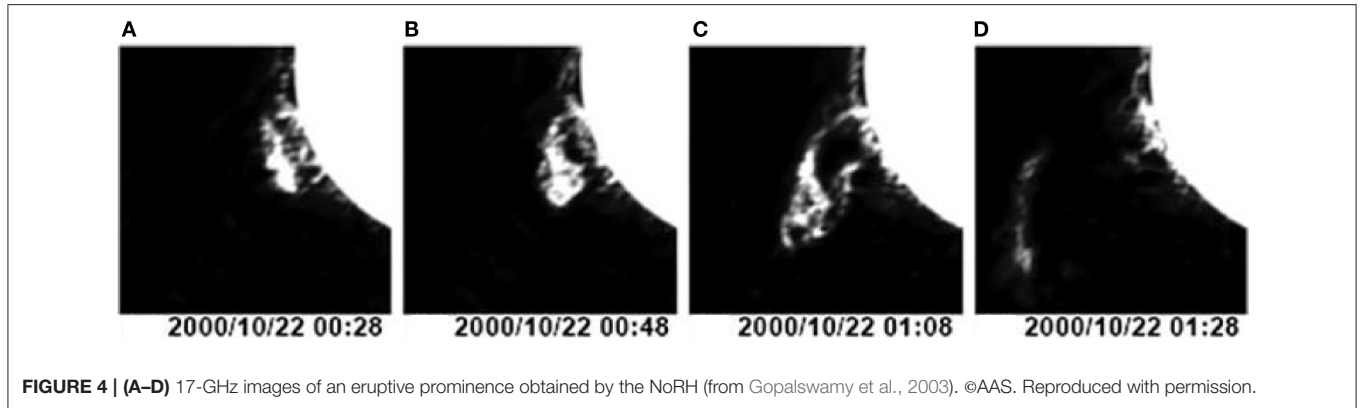 A B C D
2000/10/22 00:28 2000/10/22 00:48 2000/10/22 01:08 2000/10/22 01:28
FIGURE 4 | (A–D) 17-GHz images of an eruptive prominence obtained by the NoRH (from Gopalswamy et al., 2003). ©AAS. Reproduced with permission.